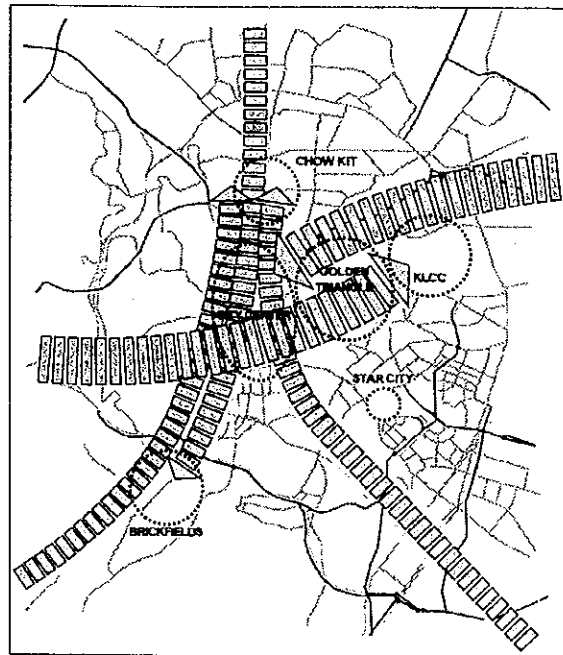 CHOW KIT
GOLDEN
TRIANGLE
KLCC
STAR CITY
BRICKFIELDS